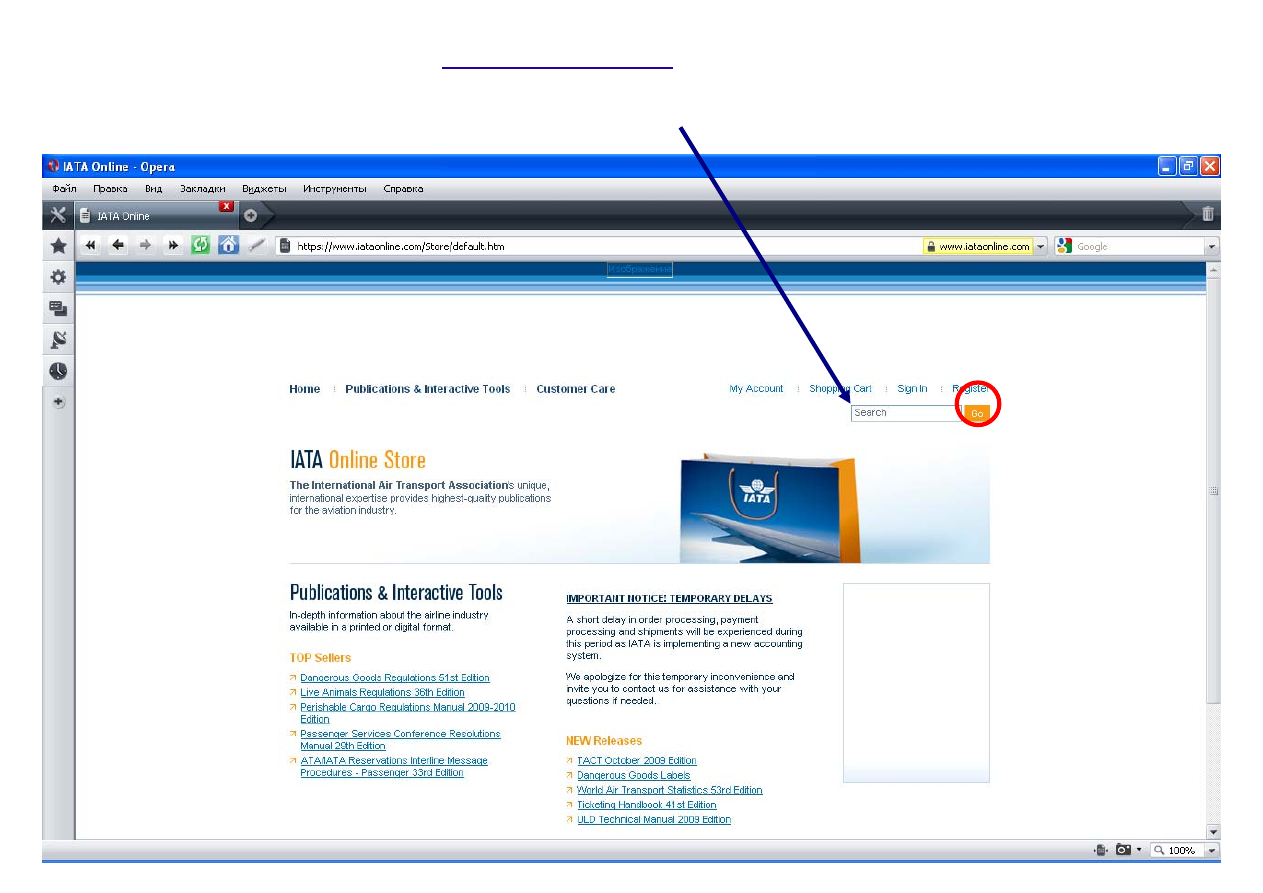 IATA Online - Opera
Файл Правка Вид Закладки Виджеты Инструменты Справка
IATA Online
https://www.iataonline.com/Store/default.htm www.iataonline.com Google
Изображение
Home Publications & Interactive Tools Customer Care My Account Shopping Cart Sign In Register
Search Go
IATA Online Store
The International Air Transport Association's unique,
international expertise provides highest-quality publications
for the aviation industry.
IATA
Publications & Interactive Tools
In-depth information about the airline industry
available in a printed or digital format.
TOP Sellers
Dangerous Goods Regulations 51st Edition
Live Animals Regulations 36th Edition
Perishable Cargo Regulations Manual 2009-2010
Edition
Passenger Services Conference Resolutions
Manual 29th Edition
ATA/IATA Reservations Interline Message
Procedures - Passenger 33rd Edition
IMPORTANT NOTICE: TEMPORARY DELAYS
A short delay in order processing, payment
processing and shipments will be experienced during
this period as IATA is implementing a new accounting
system.
We apologize for this temporary inconvenience and
invite you to contact us for assistance with your
questions if needed.
NEW Releases
TACT October 2009 Edition
Dangerous Goods Labels
World Air Transport Statistics 53rd Edition
Ticketing Handbook 41st Edition
ULD Technical Manual 2009 Edition
100%